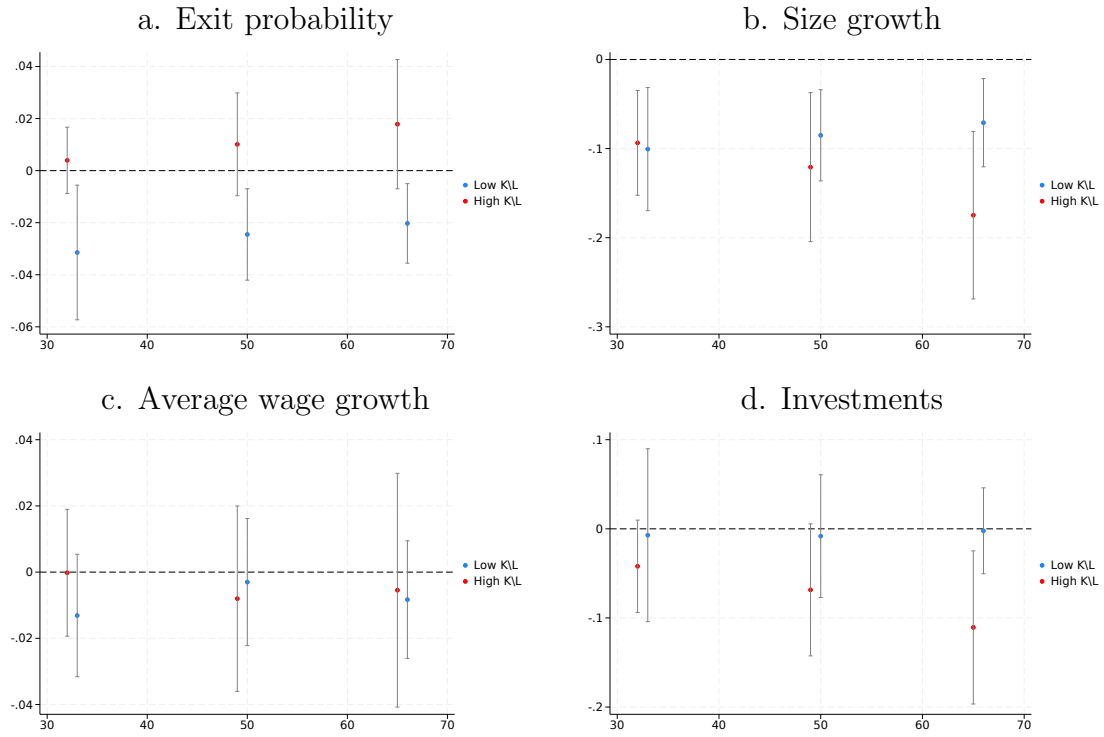 a. Exit probability
.04
.02
0
-.02
-.04
-.06
30 40 50 60 70
Low K\L
High K\L
b. Size growth
0
-.1
-.2
-.3
30 40 50 60 70
Low K\L
High K\L
c. Average wage growth
.04
.02
0
-.02
-.04
30 40 50 60 70
Low K\L
High K\L
d. Investments
.1
0
-.1
-.2
30 40 50 60 70
Low K\L
High K\L